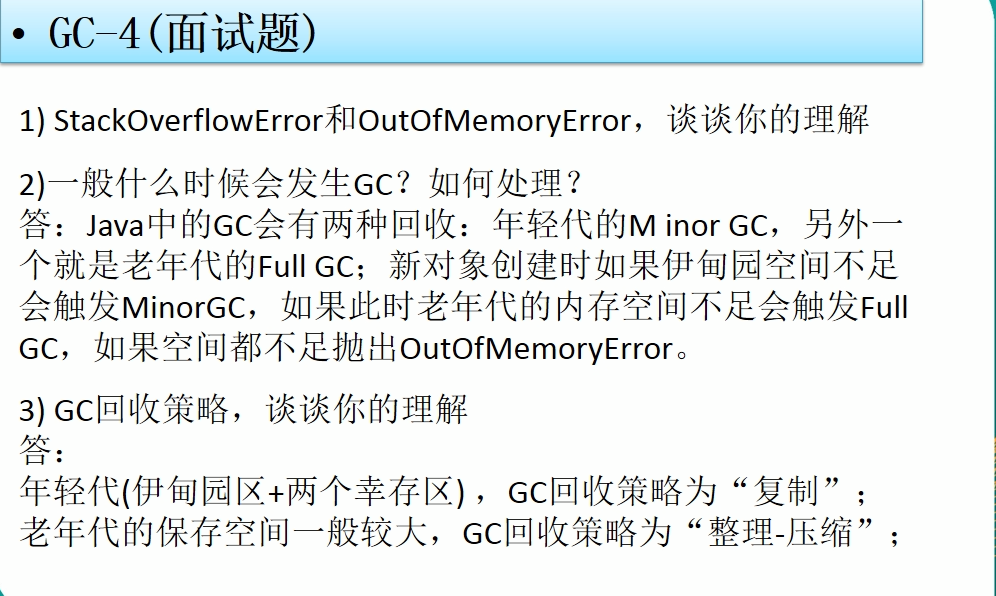 • GC-4(面试题)
1) StackOverflowError和OutOfMemoryError，谈谈你的理解
2)一般什么时候会发生GC？如何处理？
答：Java中的GC会有两种回收：年轻代的M inor GC，另外一
个就是老年代的Full GC；新对象创建时如果伊甸园空间不足
会触发MinorGC，如果此时老年代的内存空间不足会触发Full
GC，如果空间都不足抛出OutOfMemoryError。
3) GC回收策略，谈谈你的理解
答：
年轻代(伊甸园区+两个幸存区)，GC回收策略为“复制”；
老年代的保存空间一般较大，GC回收策略为“整理-压缩”；